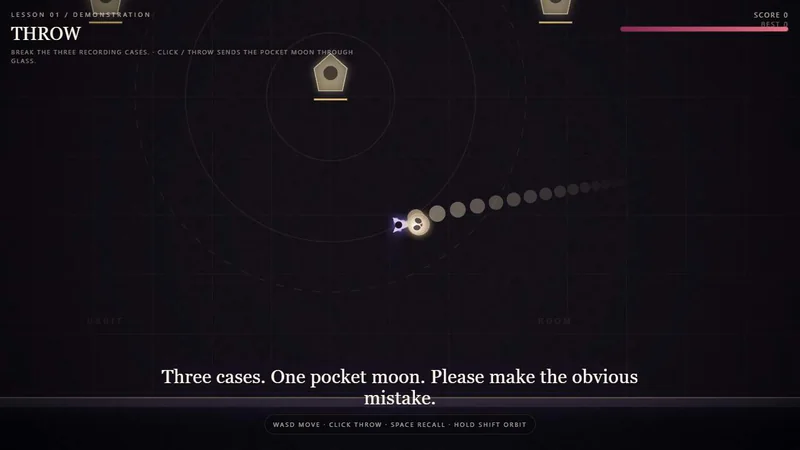 LESSON 01 / DEMONSTRATION
THROW
BREAK THE THREE RECORDING CASES. · CLICK / THROW SENDS THE POCKET MOON THROUGH
GLASS.
SCORE 0
BEST 0
ORBIT
ROOM
Three cases. One pocket moon. Please make the obvious
mistake.
WASD MOVE · CLICK THROW · SPACE RECALL · HOLD SHIFT ORBIT